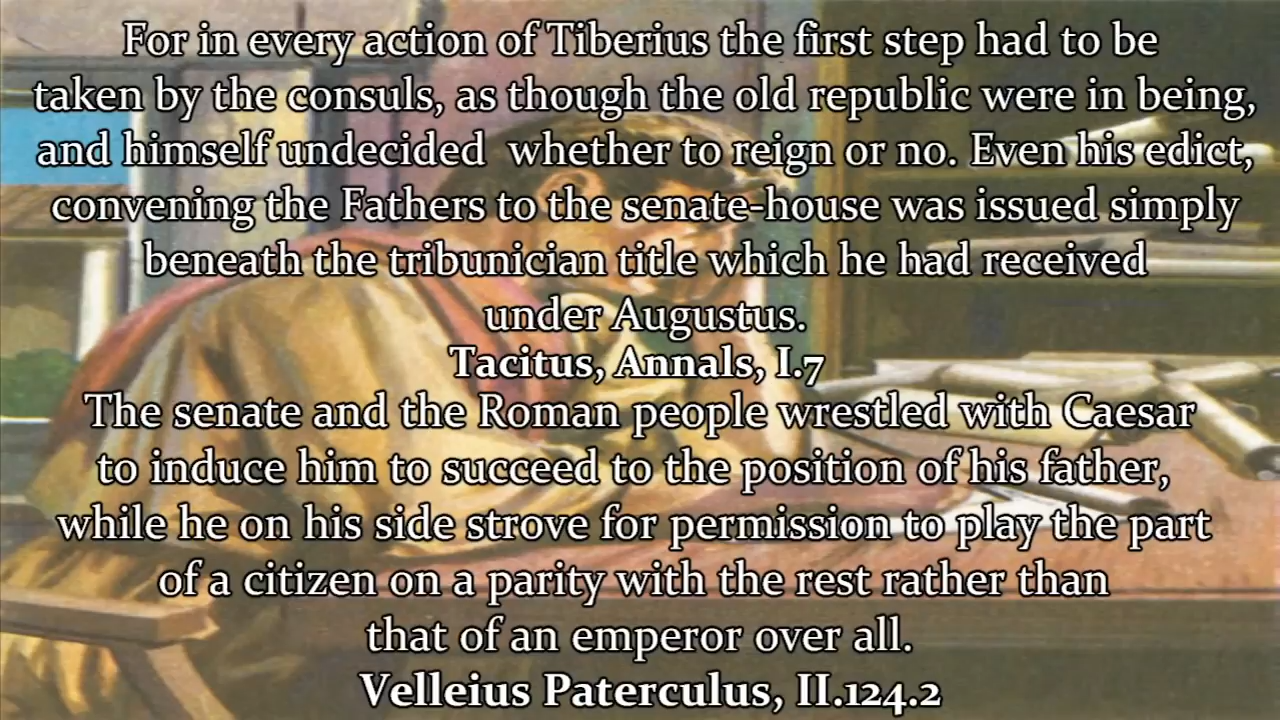 For in every action of Tiberius the first step had to be
taken by the consuls, as though the old republic were in being,
and himself undecided  whether to reign or no. Even his edict,
convening the Fathers to the senate-house was issued simply
beneath the tribunician title which he had received
under Augustus.
Tacitus, Annals, I.7
The senate and the Roman people wrestled with Caesar
to induce him to succeed to the position of his father,
while he on his side strove for permission to play the part
of a citizen on a parity with the rest rather than
that of an emperor over all.
Velleius Paterculus, II.124.2